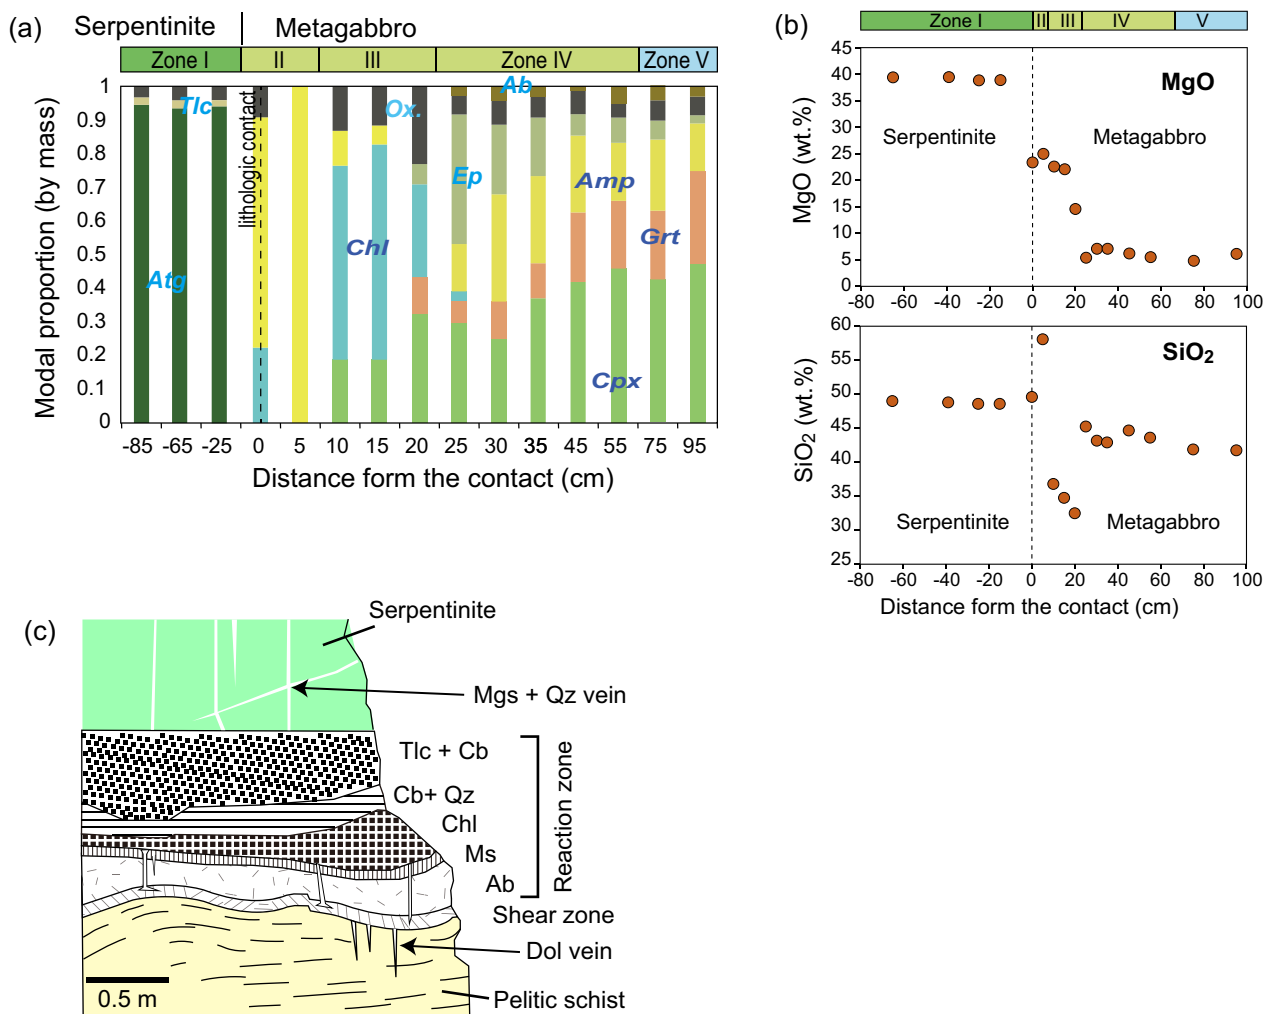 (a)
Serpentinite
Metagabbro
Zone I
II
III
Zone IV
Zone V
Modal proportion (by mass)
1
0.9
0.8
0.7
0.6
0.5
0.4
0.3
0.2
0.1
0
Tlc
Atg
lithologic contact
Ox.
Ab
Ep
Amp
Chl
Grt
Cpx
-85 -65 -25 0 5 10 15 20 25 30 35 45 55 75 95
Distance form the contact (cm)
(b)
Zone I
II
III
IV
V
MgO (wt.%)
45
40
35
30
25
20
15
10
5
0
MgO
Serpentinite
Metagabbro
-80 -60 -40 -20 0 20 40 60 80 100
SiO2 (wt.%)
60
55
50
45
40
35
30
25
SiO2
Serpentinite
Metagabbro
-80 -60 -40 -20 0 20 40 60 80 100
Distance form the contact (cm)
(c)
Serpentinite
Mgs + Qz vein
Tlc + Cb
Cb+ Qz
Chl
Ms
Ab
Reaction zone
Shear zone
Dol vein
Pelitic schist
0.5 m